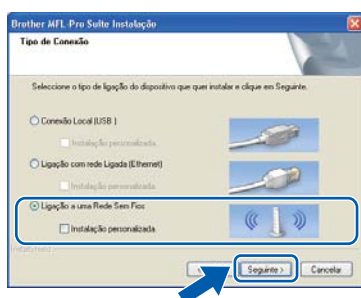 Brother MFL-Pro Suite Instalação
Tipo de Conexão
Seleccione o tipo de ligação do dispositivo que quer instalar e clique em Seguinte.
Conexão Local (USB )
Instalação personalizada
Ligação com rede Ligada (Ethernet)
Instalação personalizada
Ligação a uma Rede Sem Fios
Instalação personalizada
InstallShield
Seguinte >
Cancelar